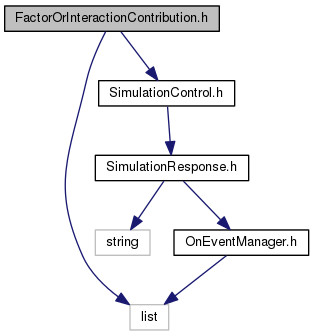 FactorOrInteractionContribution.h
SimulationControl.h
SimulationResponse.h
string
OnEventManager.h
list